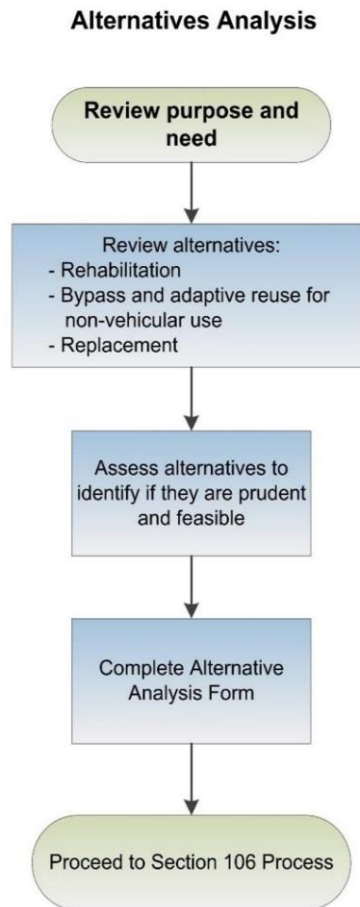 Alternatives Analysis
Review purpose and
need
Review alternatives:
- Rehabilitation
- Bypass and adaptive reuse for
non-vehicular use
- Replacement
Assess alternatives to
identify if they are prudent
and feasible
Complete Alternative
Analysis Form
Proceed to Section 106 Process